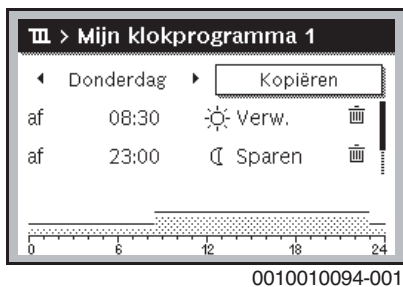 > Mijn klokprogramma 1
Donderdag Kopiëren
af 08:30 Verw.
af 23:00 Sparen
0 6 12 18 24
0010010094-001